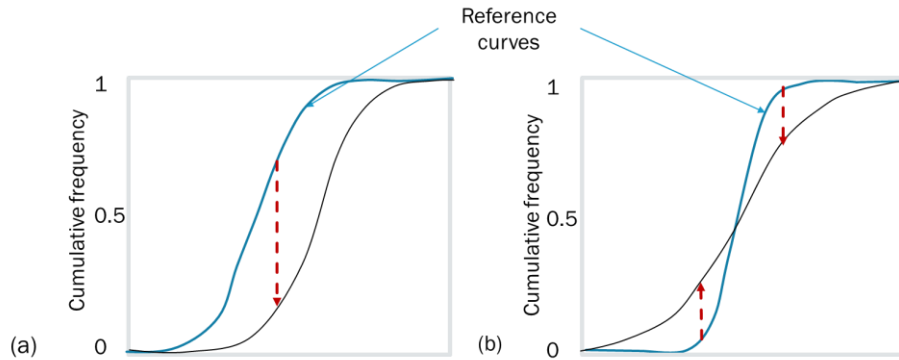 Reference
curves
1
0.5
0
Cumulative frequency
(a)
1
0.5
0
Cumulative frequency
(b)